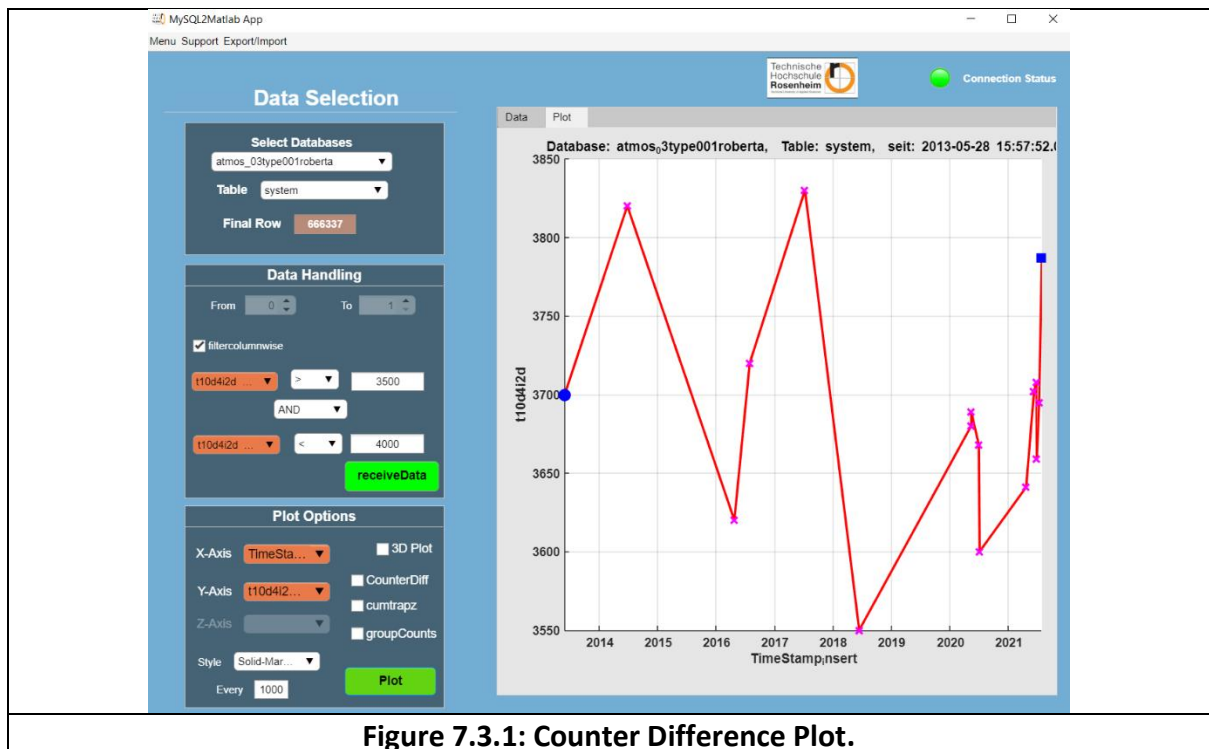 MySQL2Matlab App
Menu Support Export/Import
Technische
Hochschule
Rosenheim
Connection Status
Data Selection
Select Databases
atmos_03type001roberta
Table system
Final Row 666337
Data Handling
From 0 To 1
filtercolumnwise
t10d4i2d ... > 3500
AND
t10d4i2d ... < 4000
receiveData
Plot Options
X-Axis TimeSta... 3D Plot
CounterDiff
Y-Axis t10d4i2...
cumtrapz
Z-Axis
groupCounts
Style Solid-Mar...
Every 1000 Plot
Data Plot
Database: atmos₀3type001roberta, Table: system, seit: 2013-05-28 15:57:52.
3850
3800
3750
3700
3650
3600
3550
t10d4i2d
2014 2015 2016 2017 2018 2019 2020 2021
TimeStampᵢnsert
Figure 7.3.1: Counter Difference Plot.